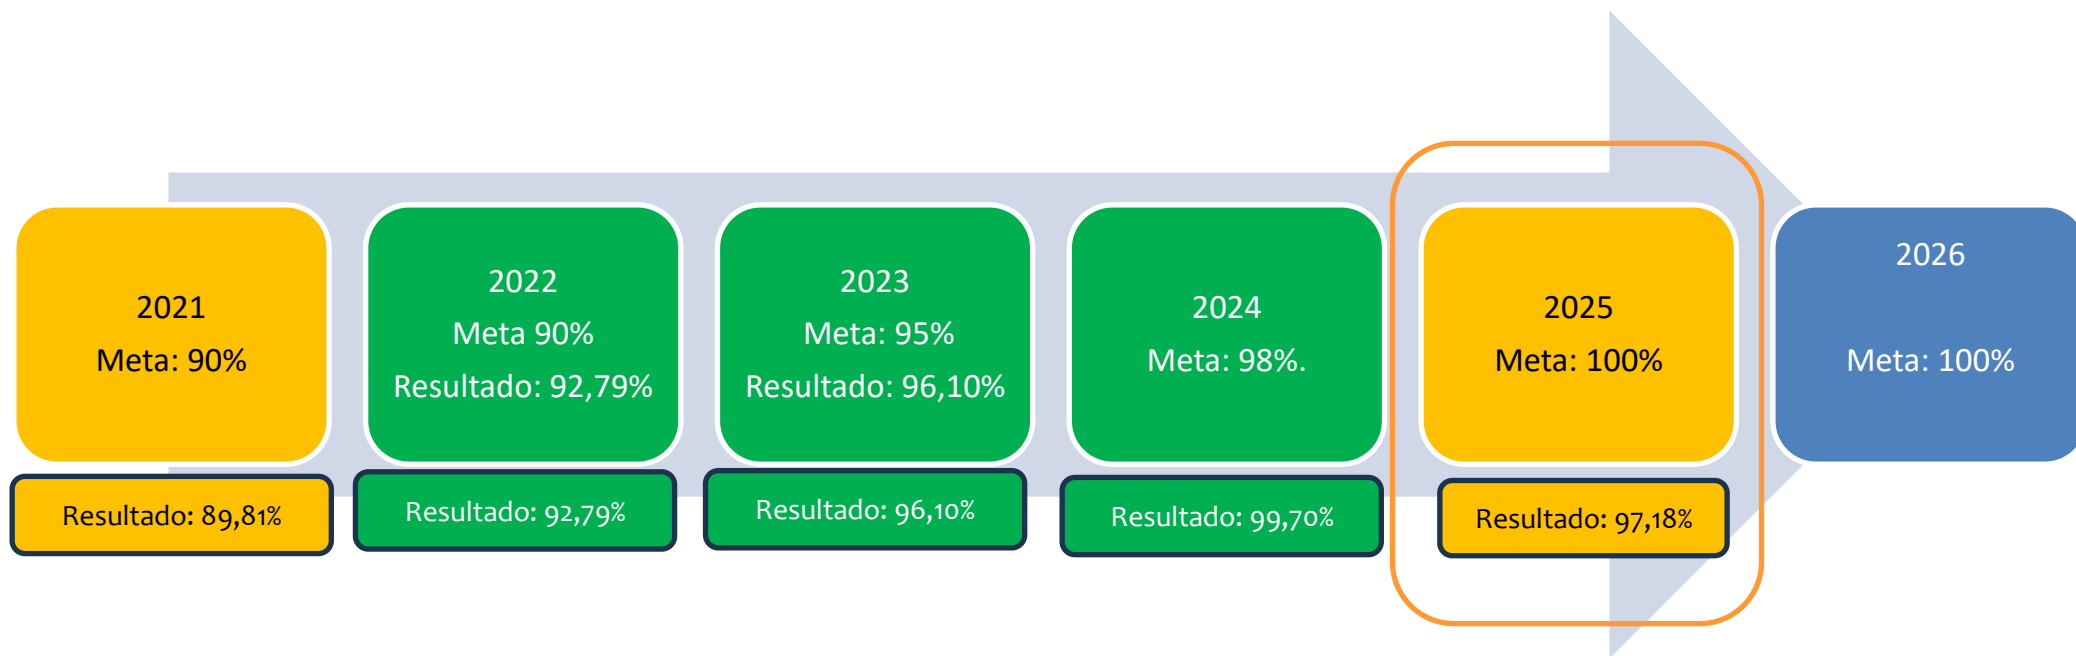 2021
Meta: 90%
Resultado: 89,81%
2022
Meta 90%
Resultado: 92,79%
Resultado: 92,79%
2023
Meta: 95%
Resultado: 96,10%
Resultado: 96,10%
2024
Meta: 98%.
Resultado: 99,70%
2025
Meta: 100%
Resultado: 97,18%
2026
Meta: 100%